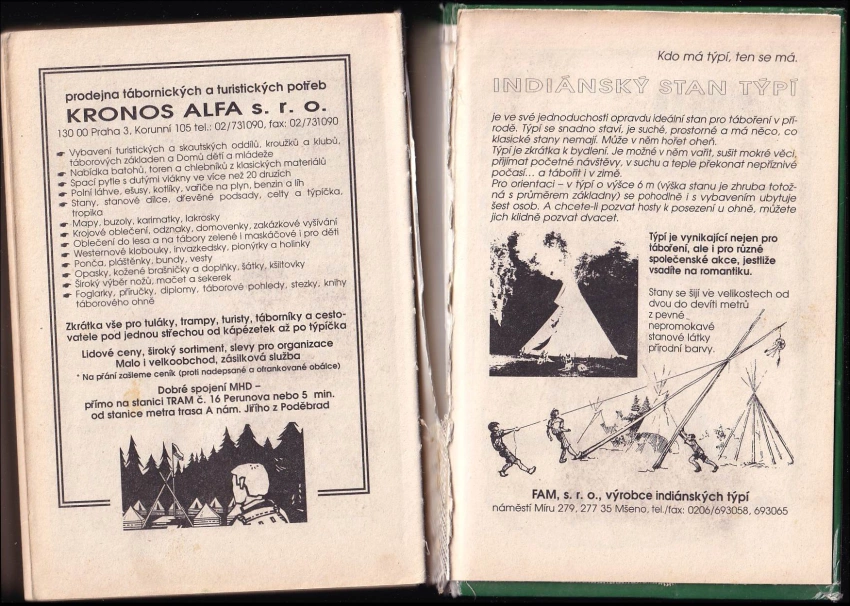 prodejna tábornických a turistických potřeb
KRONOS ALFA s. r. o.
130 00 Praha 3, Korunní 105 tel.: 02/731090, fax: 02/731090
Vybavení turistických a skautských oddílů, kroužků a klubů,
táborových základen a Domů dětí a mládeže
Nabídka batohů, toren a chlebníků z klasických materiálů
Spací pytle s dutými vlákny ve více než 20 druzích
Polní láhve, ešusy, kotlíky, vařiče na plyn, benzin a líh
Stany, stanové dílce, dřevěné podsady, celty a týpíčka,
tropika
Mapy, buzoly, karimatky, lakrosky
Krojové oblečení, odznaky, domovenky, zakázkové vyšívání
Oblečení do lesa a na tábory zelené i maskáčové i pro děti
Westernové klobouky, invazkedsky, pionýrky a holinky
Ponča, pláštěnky, bundy, vesty
Opasky, kožené brašničky a doplňky, šátky, kšiltovky
Široký výběr nožů, mačet a sekerek
Foglarky, příručky, diplomy, táborové pohledy, stezky, knihy
táborového ohně
Zkrátka vše pro tuláky, trampy, turisty, táborníky a cesto-
vatele pod jednou střechou od kápézetek až po týpíčka
Lidové ceny, široký sortiment, slevy pro organizace
Malo i velkoobchod, zásilková služba
* Na přání zašleme ceník (proti nadepsané a ofrankované obálce)
Dobré spojení MHD –
přímo na stanici TRAM č. 16 Perunova nebo 5 min.
od stanice metra trasa A nám. Jiřího z Poděbrad
Kdo má týpí, ten se má.
INDIÁNSKÝ STAN TÝPÍ
je ve své jednoduchosti opravdu ideální stan pro táboření v pří-
rodě. Týpí se snadno staví, je suché, prostorné a má něco, co
klasické stany nemají. Může v něm hořet oheň.
Týpí je zkrátka k bydlení. Je možné v něm vařit, sušit mokré věci,
přijímat početné návštěvy, v suchu a teple překonat nepříznivé
počasí... a tábořit i v zimě.
Pro orientaci – v týpí o výšce 6 m (výška stanu je zhruba totož-
ná s průměrem základny) se pohodlně i s vybavením ubytuje
šest osob. A chcete-li pozvat hosty k posezení u ohně, můžete
jich klidně pozvat dvacet.
Týpí je vynikající nejen pro
táboření, ale i pro různé
společenské akce, jestliže
vsadíte na romantiku.
Stany se šijí ve velikostech od
dvou do devíti metrů
z pevné
nepromokavé
stanové látky
přírodní barvy.
FAM, s. r. o., výrobce indiánských týpí
náměstí Míru 279, 277 35 Mšeno, tel./fax: 0206/693058, 693065